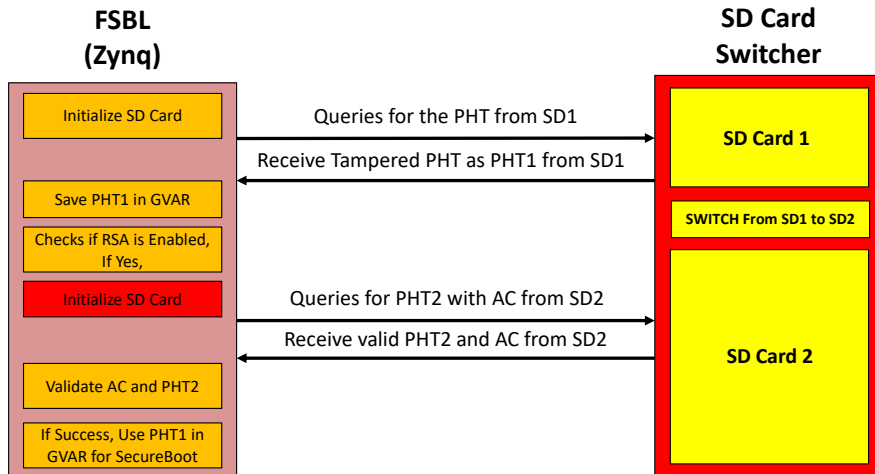 FSBL
(Zynq)
SD Card
Switcher
Initialize SD Card
Queries for the PHT from SD1
SD Card 1
Receive Tampered PHT as PHT1 from SD1
Save PHT1 in GVAR
SWITCH From SD1 to SD2
Checks if RSA is Enabled,
If Yes,
Initialize SD Card
Queries for PHT2 with AC from SD2
Receive valid PHT2 and AC from SD2
SD Card 2
Validate AC and PHT2
If Success, Use PHT1 in
GVAR for SecureBoot